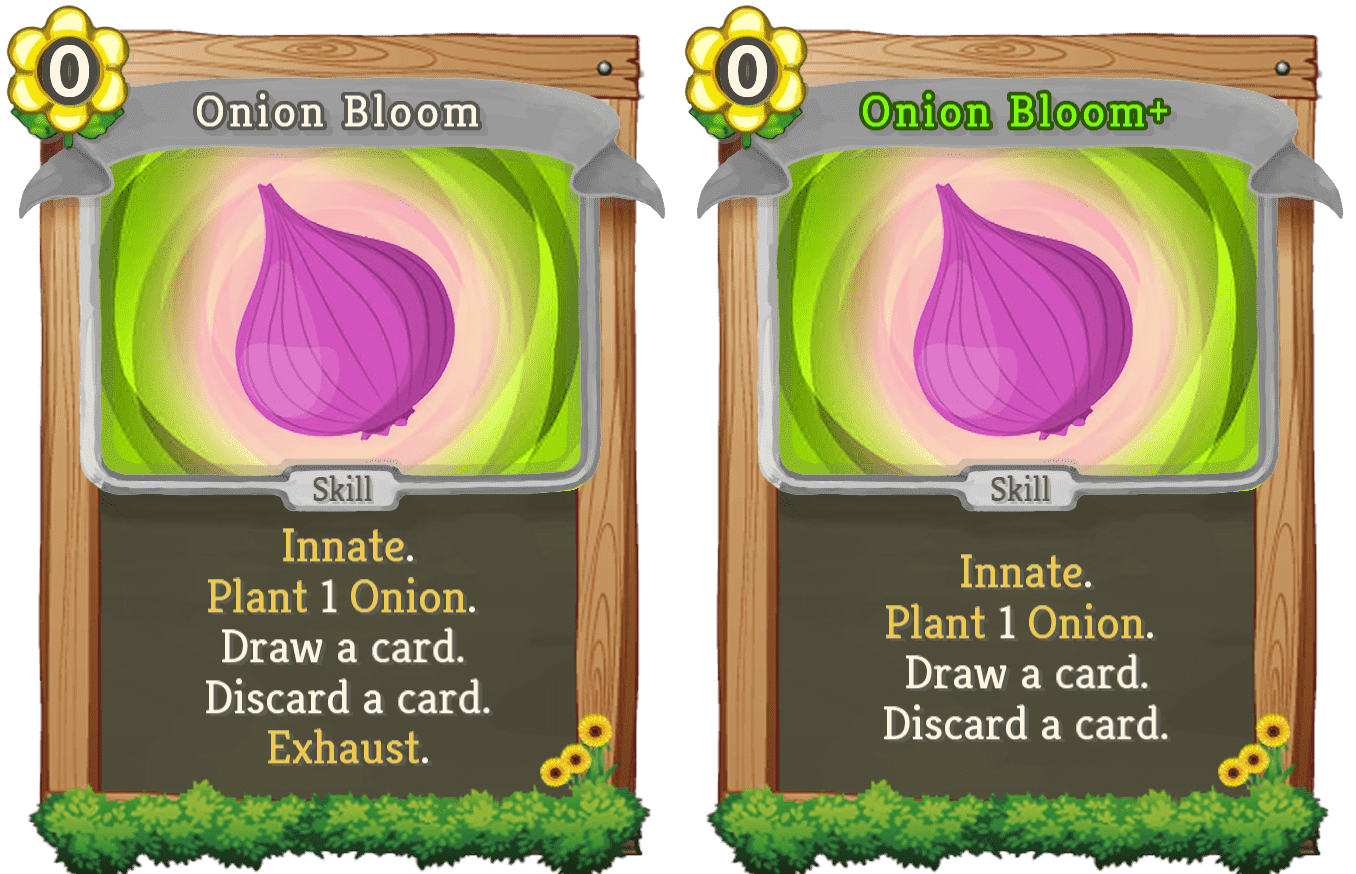 0
Onion Bloom
Skill
Innate.
Plant 1 Onion.
Draw a card.
Discard a card.
Exhaust.
0
Onion Bloom+
Skill
Innate.
Plant 1 Onion.
Draw a card.
Discard a card.